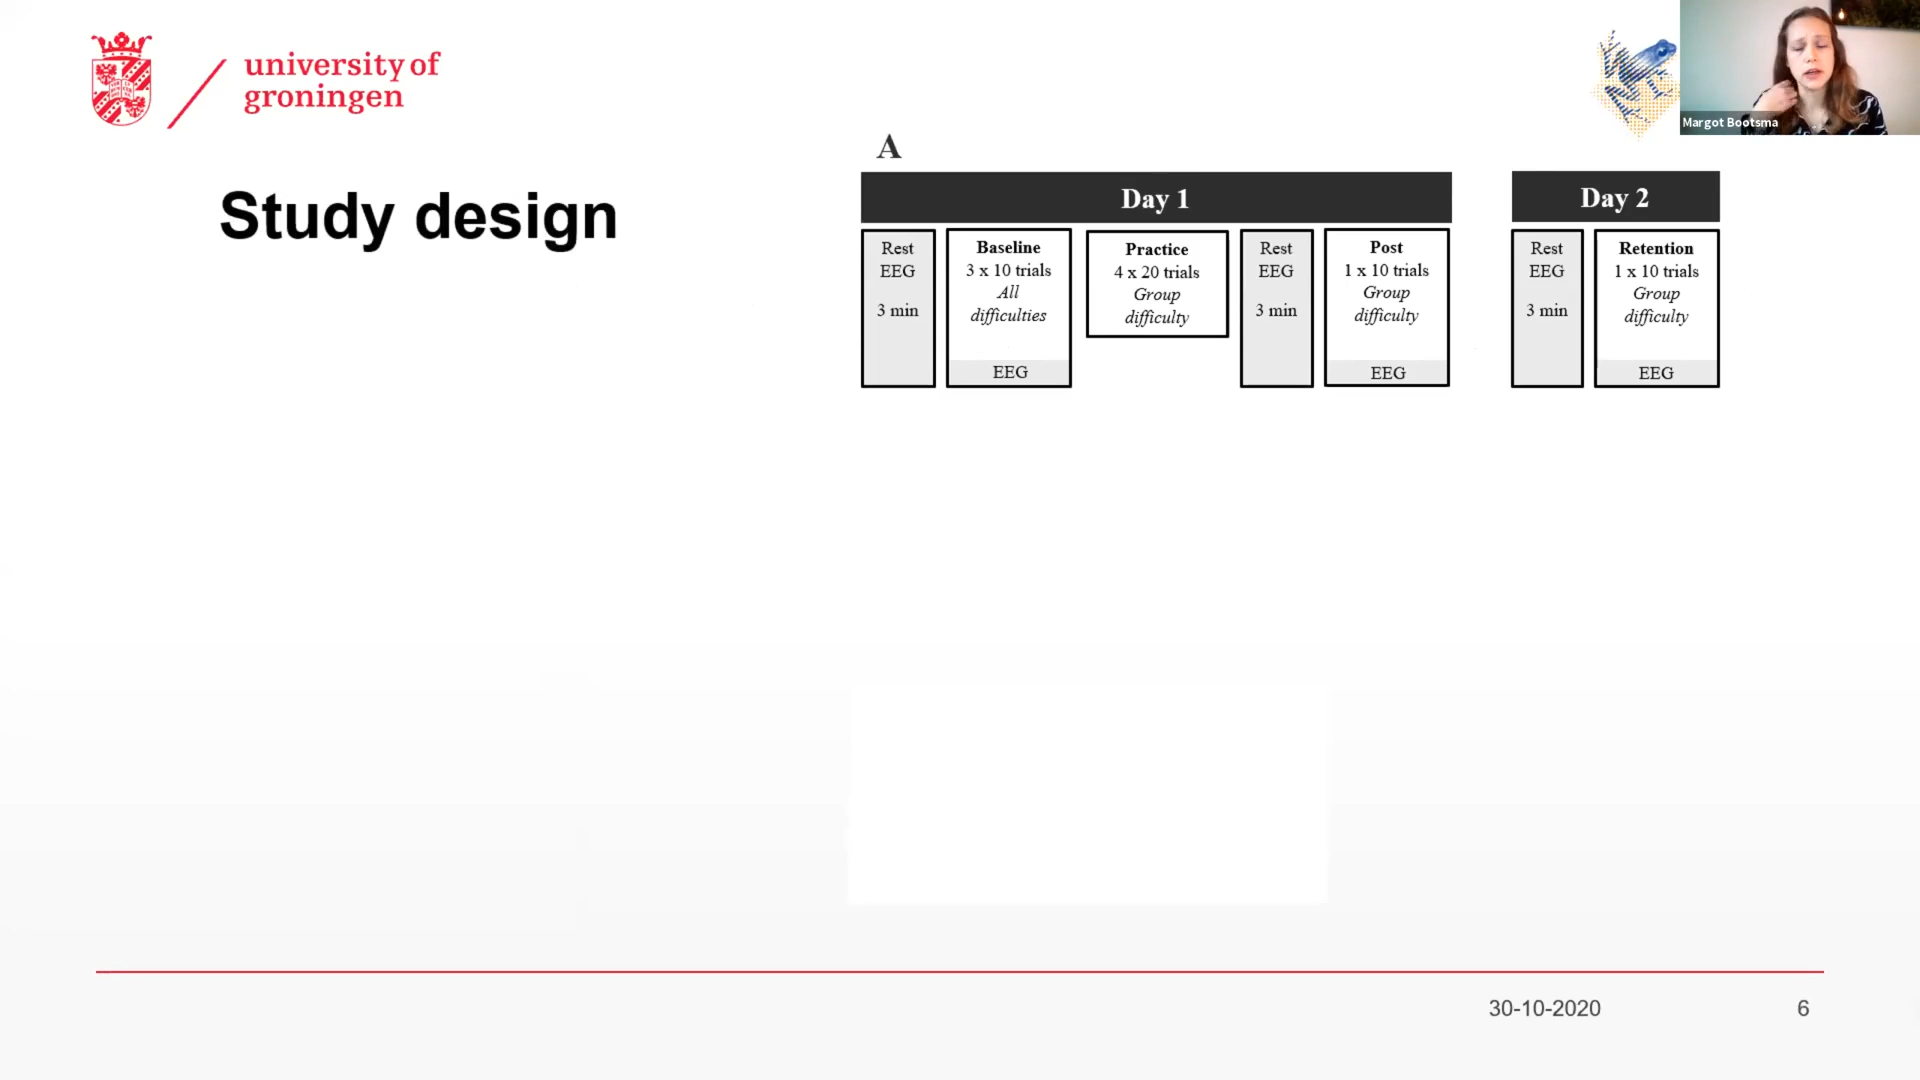 university of
groningen
Margot Bootsma
Study design
A
Day 1
Rest
EEG
3 min
Baseline
3 x 10 trials
All
difficulties
EEG
Practice
4 x 20 trials
Group
difficulty
Rest
EEG
3 min
Post
1 x 10 trials
Group
difficulty
EEG
Day 2
Rest
EEG
3 min
Retention
1 x 10 trials
Group
difficulty
EEG
30-10-2020
6